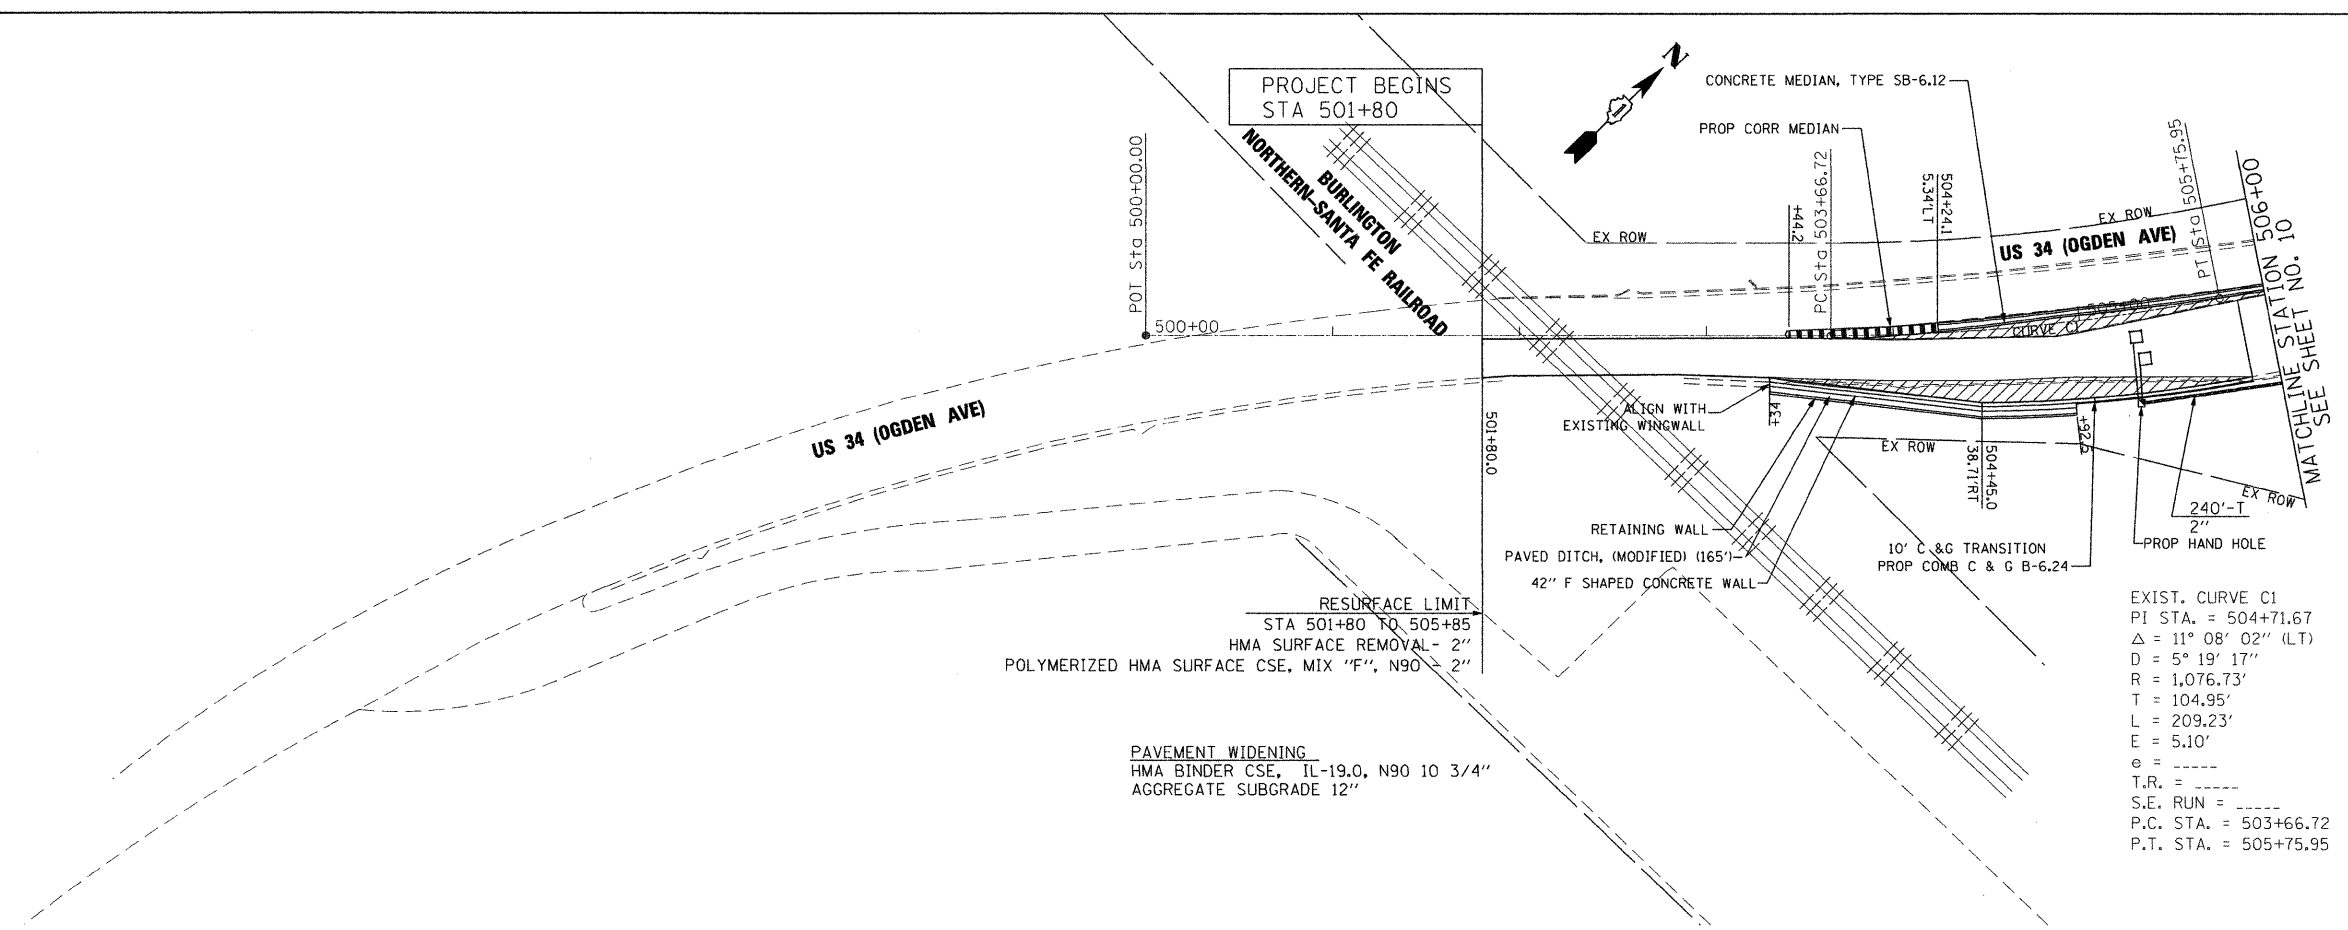 PROJECT BEGINS
STA 501+80
N
CONCRETE MEDIAN, TYPE SB-6.12
PROP CORR MEDIAN
NORTHERN-SANTA FE RAILROAD
BURLINGTON
POT Sta 500+00.00
500+00
+44.2
PC Sta 503+66.72
504+24.1
5.34'LT
EX ROW
EX ROW
US 34 (OGDEN AVE)
PT Sta 505+75.95
MATCHLINE STATION 506+00
SEE SHEET NO. 10
505+00
CURVE C1
US 34 (OGDEN AVE)
501+80.0
ALIGN WITH
EXISTING WINGWALL
+34
EX ROW
504+45.0
38.71'RT
+92.5
EX ROW
240'-T
2"
RETAINING WALL
PAVED DITCH, (MODIFIED) (165')
42" F SHAPED CONCRETE WALL
10' C &G TRANSITION
PROP COMB C & G B-6.24
PROP HAND HOLE
RESURFACE LIMIT
STA 501+80 TO 505+85
HMA SURFACE REMOVAL- 2"
POLYMERIZED HMA SURFACE CSE, MIX "F", N90 - 2"
PAVEMENT WIDENING
HMA BINDER CSE, IL-19.0, N90 10 3/4"
AGGREGATE SUBGRADE 12"
EXIST. CURVE C1
PI STA. = 504+71.67
Δ = 11° 08' 02" (LT)
D = 5° 19' 17"
R = 1,076.73'
T = 104.95'
L = 209.23'
E = 5.10'
e = _____
T.R. = _____
S.E. RUN = _____
P.C. STA. = 503+66.72
P.T. STA. = 505+75.95